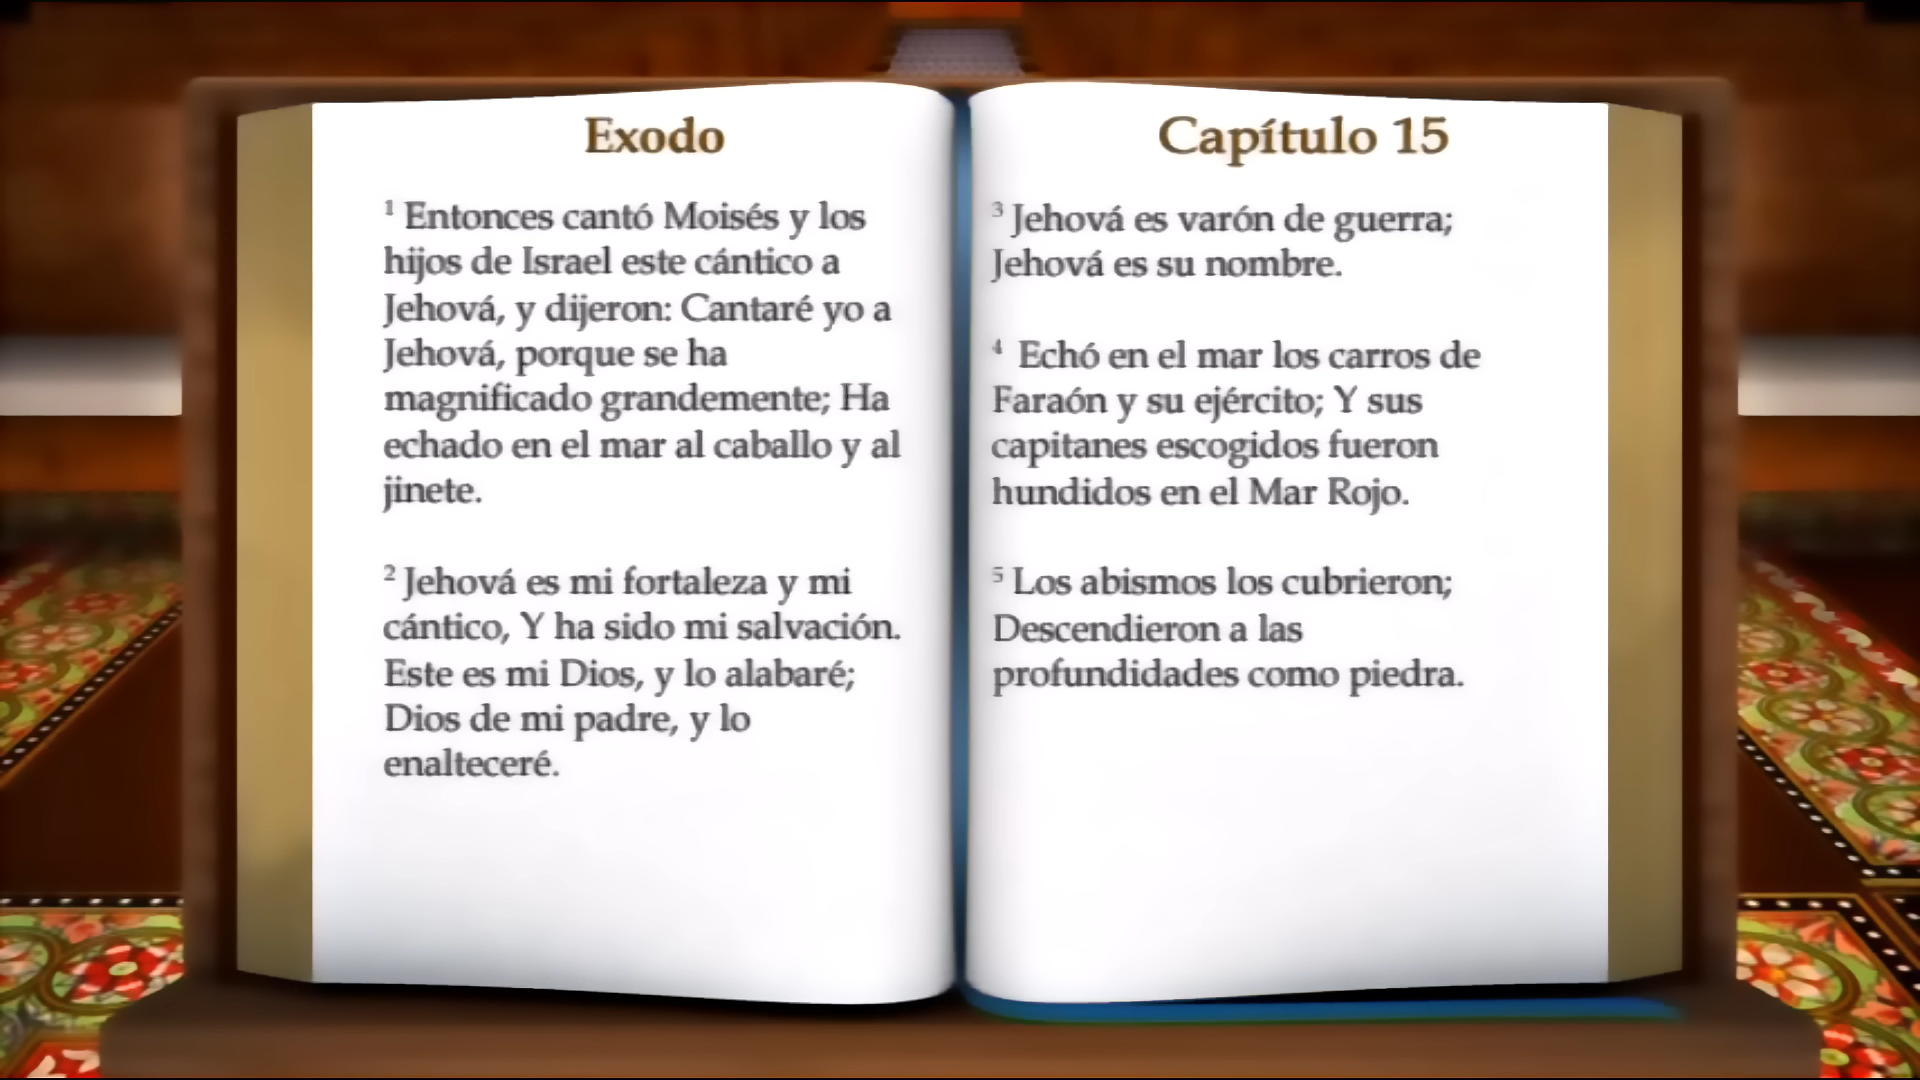 Exodo
1 Entonces cantó Moisés y los
hijos de Israel este cántico a
Jehová, y dijeron: Cantaré yo a
Jehová, porque se ha
magnificado grandemente; Ha
echado en el mar al caballo y al
jinete.
2 Jehová es mi fortaleza y mi
cántico, Y ha sido mi salvación.
Este es mi Dios, y lo alabaré;
Dios de mi padre, y lo
enalteceré.
Capítulo 15
3 Jehová es varón de guerra;
Jehová es su nombre.
4 Echó en el mar los carros de
Faraón y su ejército; Y sus
capitanes escogidos fueron
hundidos en el Mar Rojo.
5 Los abismos los cubrieron;
Descendieron a las
profundidades como piedra.